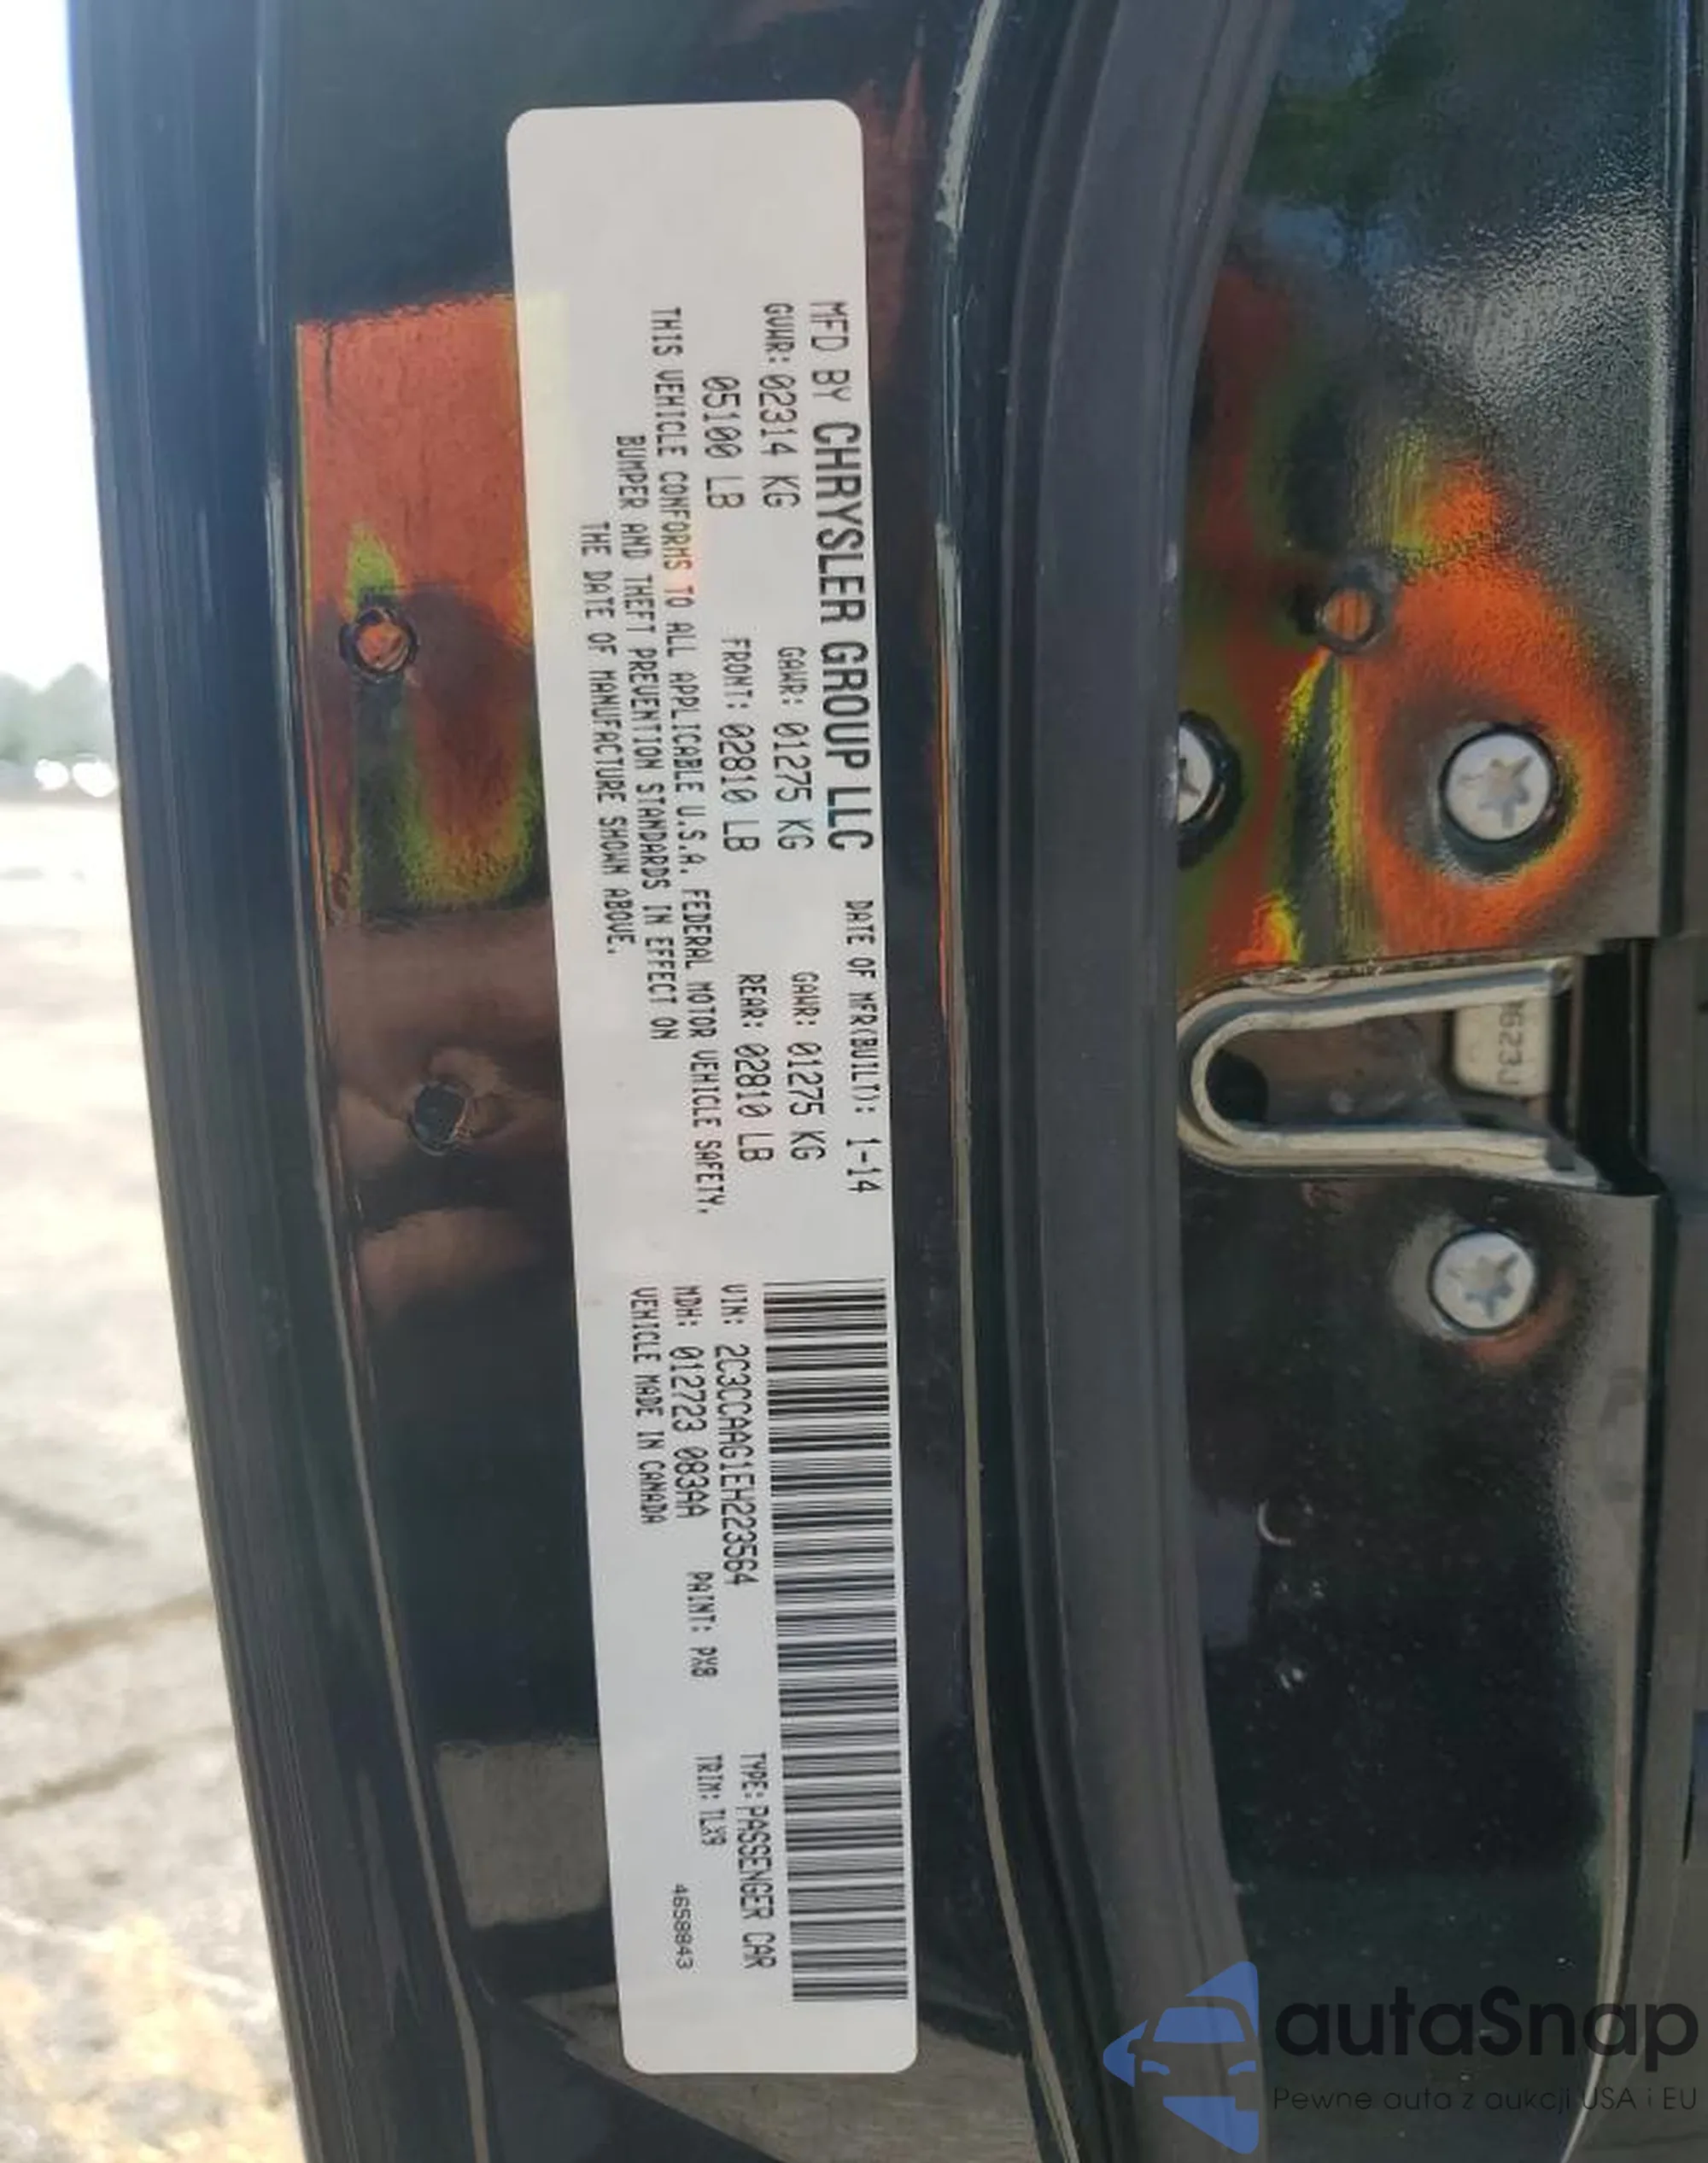 MFD BY CHRYSLER GROUP LLC DATE OF MFR(BUILT): 1-14
GVWR: 02314 KG GAWR: 01275 KG GAWR: 01275 KG
05100 LB FRONT: 02810 LB REAR: 02810 LB
THIS VEHICLE CONFORMS TO ALL APPLICABLE U.S.A. FEDERAL MOTOR VEHICLE SAFETY,
BUMPER AND THEFT PREVENTION STANDARDS IN EFFECT ON
THE DATE OF MANUFACTURE SHOWN ABOVE.
VIN: 2C3CCAAG1EH223564 TYPE: PASSENGER CAR
MDH: 012723 083AA PAINT: PX8 TRIM: TLX9
VEHICLE MADE IN CANADA 4658843
autaSnap
Pewne auta z aukcji USA i EU